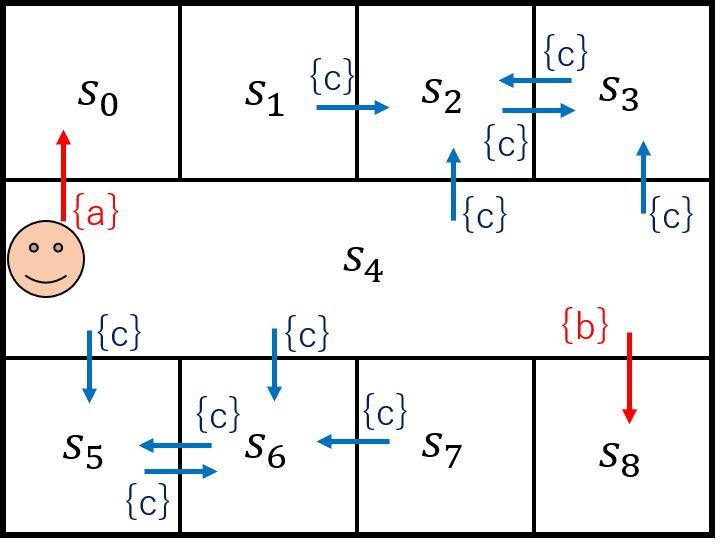 {c}
{c}
s₀ s₁ s₂ s₃
{c}
{a} {c} {c}
s₄
{c} {c} {b}
{c} {c}
s₅ s₆ s₇ s₈
{c}